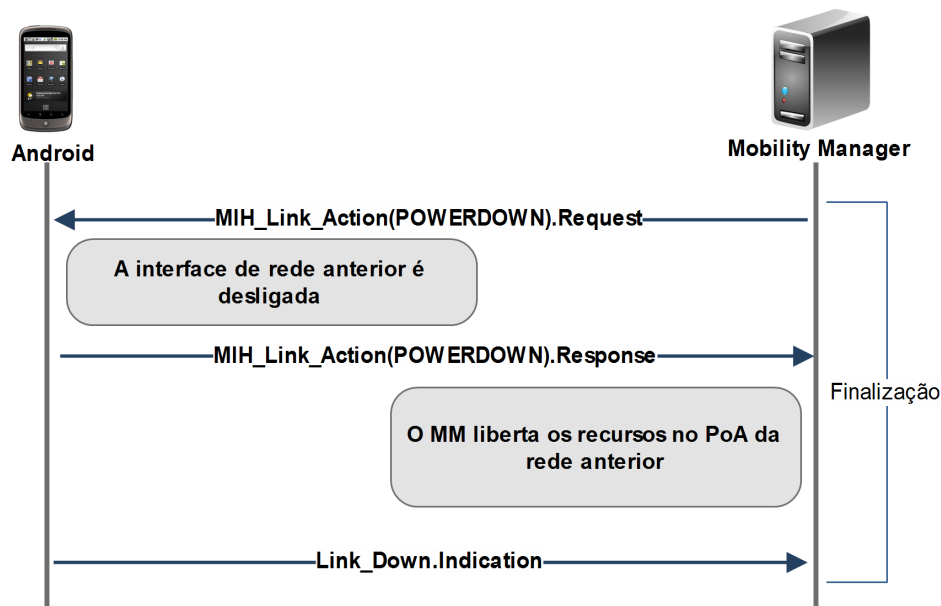 Android
Mobility Manager
MIH_Link_Action(POWERDOWN).Request
A interface de rede anterior é
desligada
MIH_Link_Action(POWERDOWN).Response
Finalização
O MM liberta os recursos no PoA da
rede anterior
Link_Down.Indication